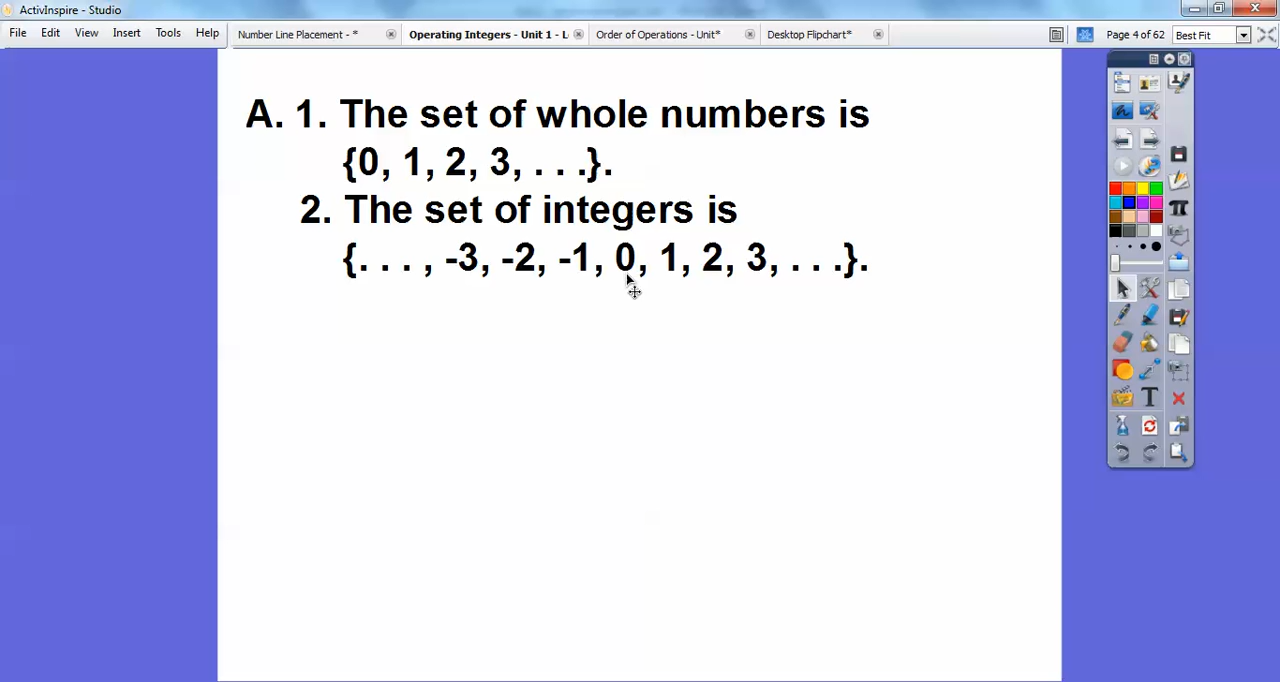 ActivInspire - Studio
File Edit View Insert Tools Help
Number Line Placement - *
Operating Integers - Unit 1 - L
Order of Operations - Unit*
Desktop Flipchart*
Page 4 of 62
Best Fit
A. 1. The set of whole numbers is
{0, 1, 2, 3, . . .}.
2. The set of integers is
{. . . , -3, -2, -1, 0, 1, 2, 3, . . .}.